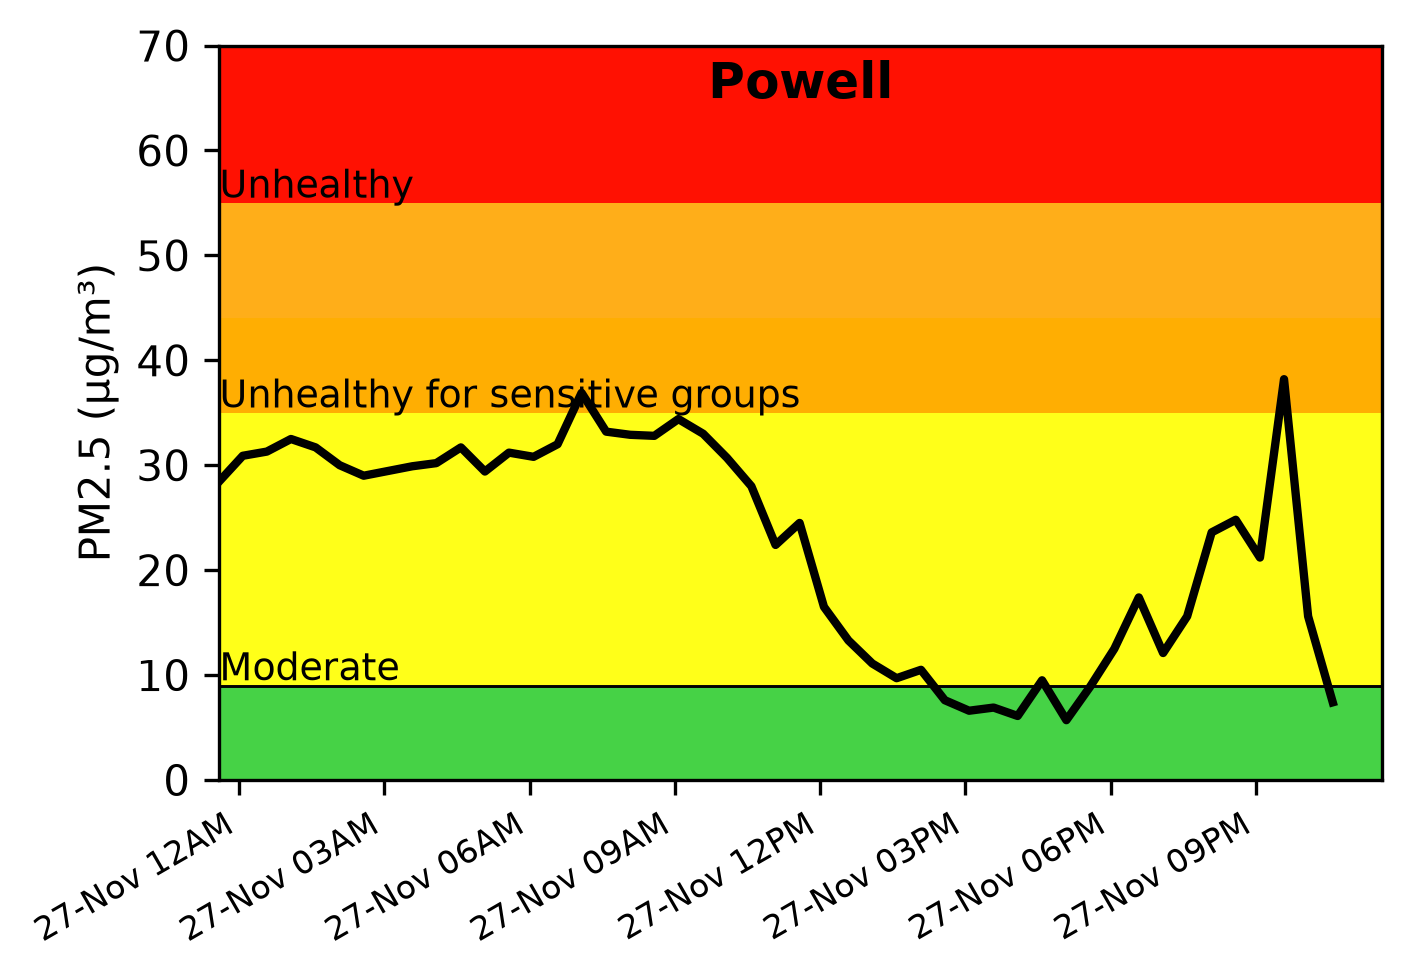 Powell
70
60
50
40
30
20
10
0
PM2.5 (µg/m³)
Unhealthy
Unhealthy for sensitive groups
Moderate
27-Nov 12AM
27-Nov 03AM
27-Nov 06AM
27-Nov 09AM
27-Nov 12PM
27-Nov 03PM
27-Nov 06PM
27-Nov 09PM